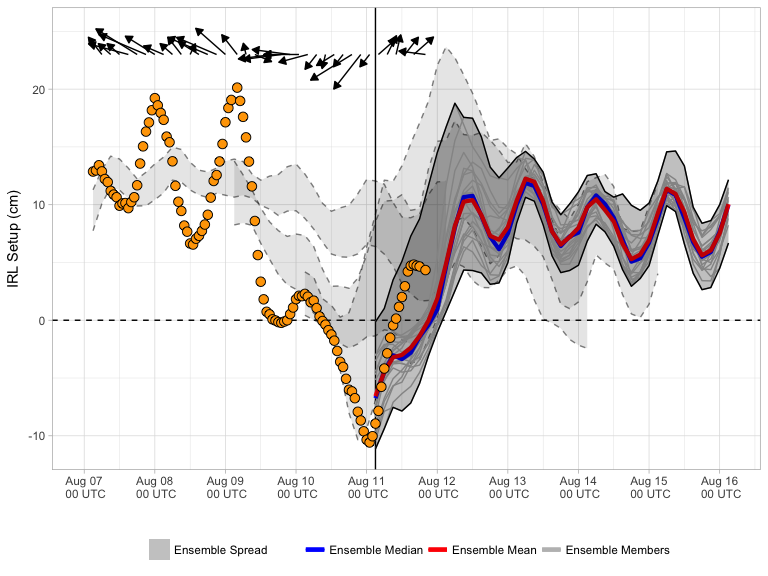 IRL Setup (cm)
20
10
0
-10
Aug 07 Aug 08 Aug 09 Aug 10 Aug 11 Aug 12 Aug 13 Aug 14 Aug 15 Aug 16
00 UTC 00 UTC 00 UTC 00 UTC 00 UTC 00 UTC 00 UTC 00 UTC 00 UTC 00 UTC
Ensemble Spread Ensemble Median Ensemble Mean Ensemble Members